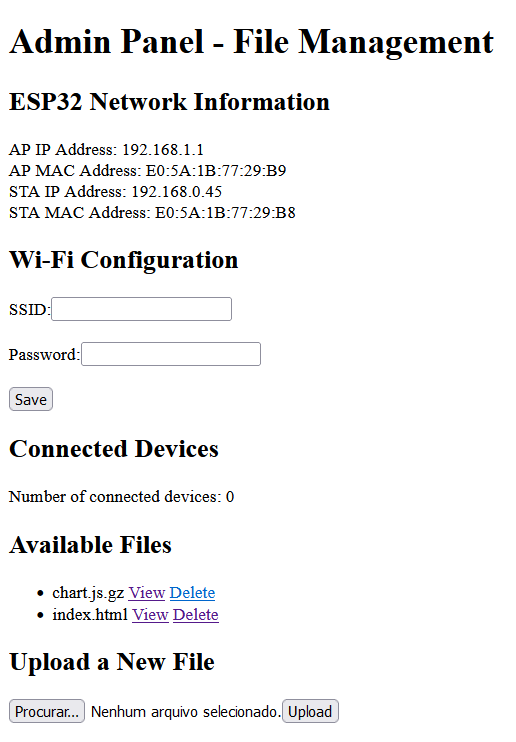 Admin Panel - File Management
ESP32 Network Information
AP IP Address: 192.168.1.1
AP MAC Address: E0:5A:1B:77:29:B9
STA IP Address: 192.168.0.45
STA MAC Address: E0:5A:1B:77:29:B8
Wi-Fi Configuration
SSID:
Password:
Save
Connected Devices
Number of connected devices: 0
Available Files
• chart.js.gz View Delete
• index.html View Delete
Upload a New File
Procurar... Nenhum arquivo selecionado. Upload